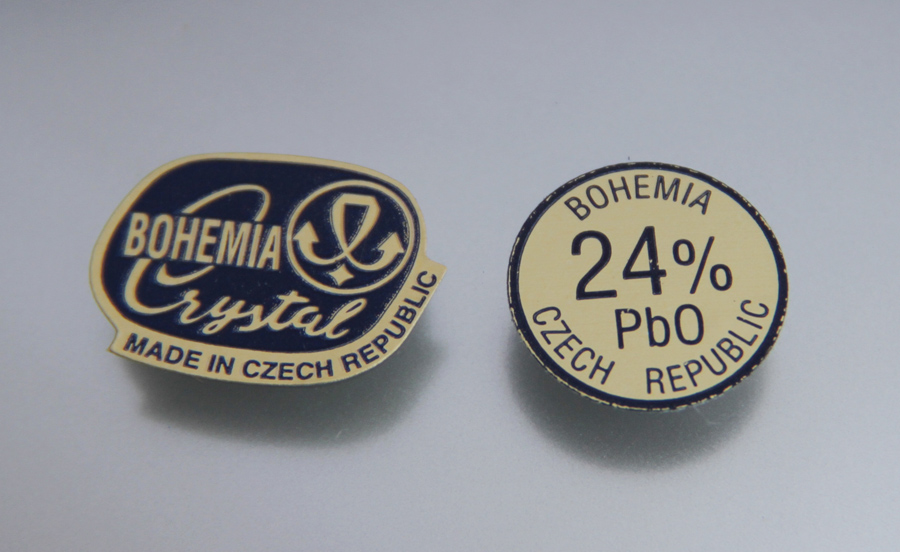 BOHEMIA
Crystal
MADE IN CZECH REPUBLIC
BOHEMIA
24%
PbO
CZECH REPUBLIC